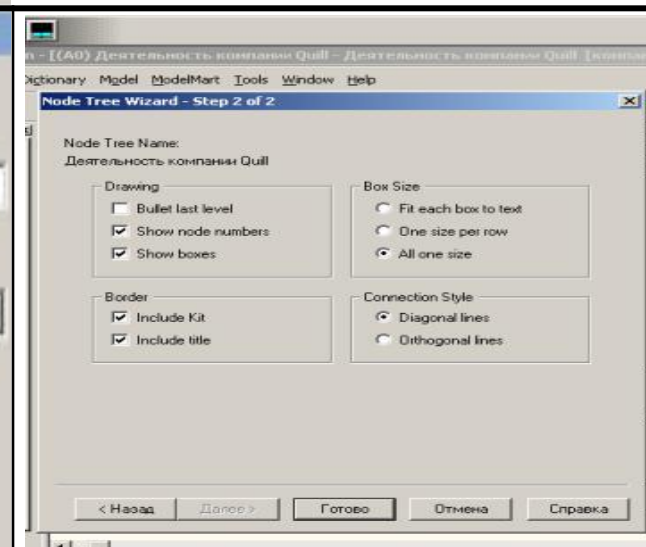 n - [(A0) Деятельность компании Quill - Деятельность компании Quill
Dictionary Model ModelMart Tools Window Help
Node Tree Wizard - Step 2 of 2
Node Tree Name:
Деятельность компании Quill
Drawing
Bullet last level
Show node numbers
Show boxes
Box Size
Fit each box to text
One size per row
All one size
Border
Include Kit
Include title
Connection Style
Diagonal lines
Orthogonal lines
< Назад
Далее >
Готово
Отмена
Справка